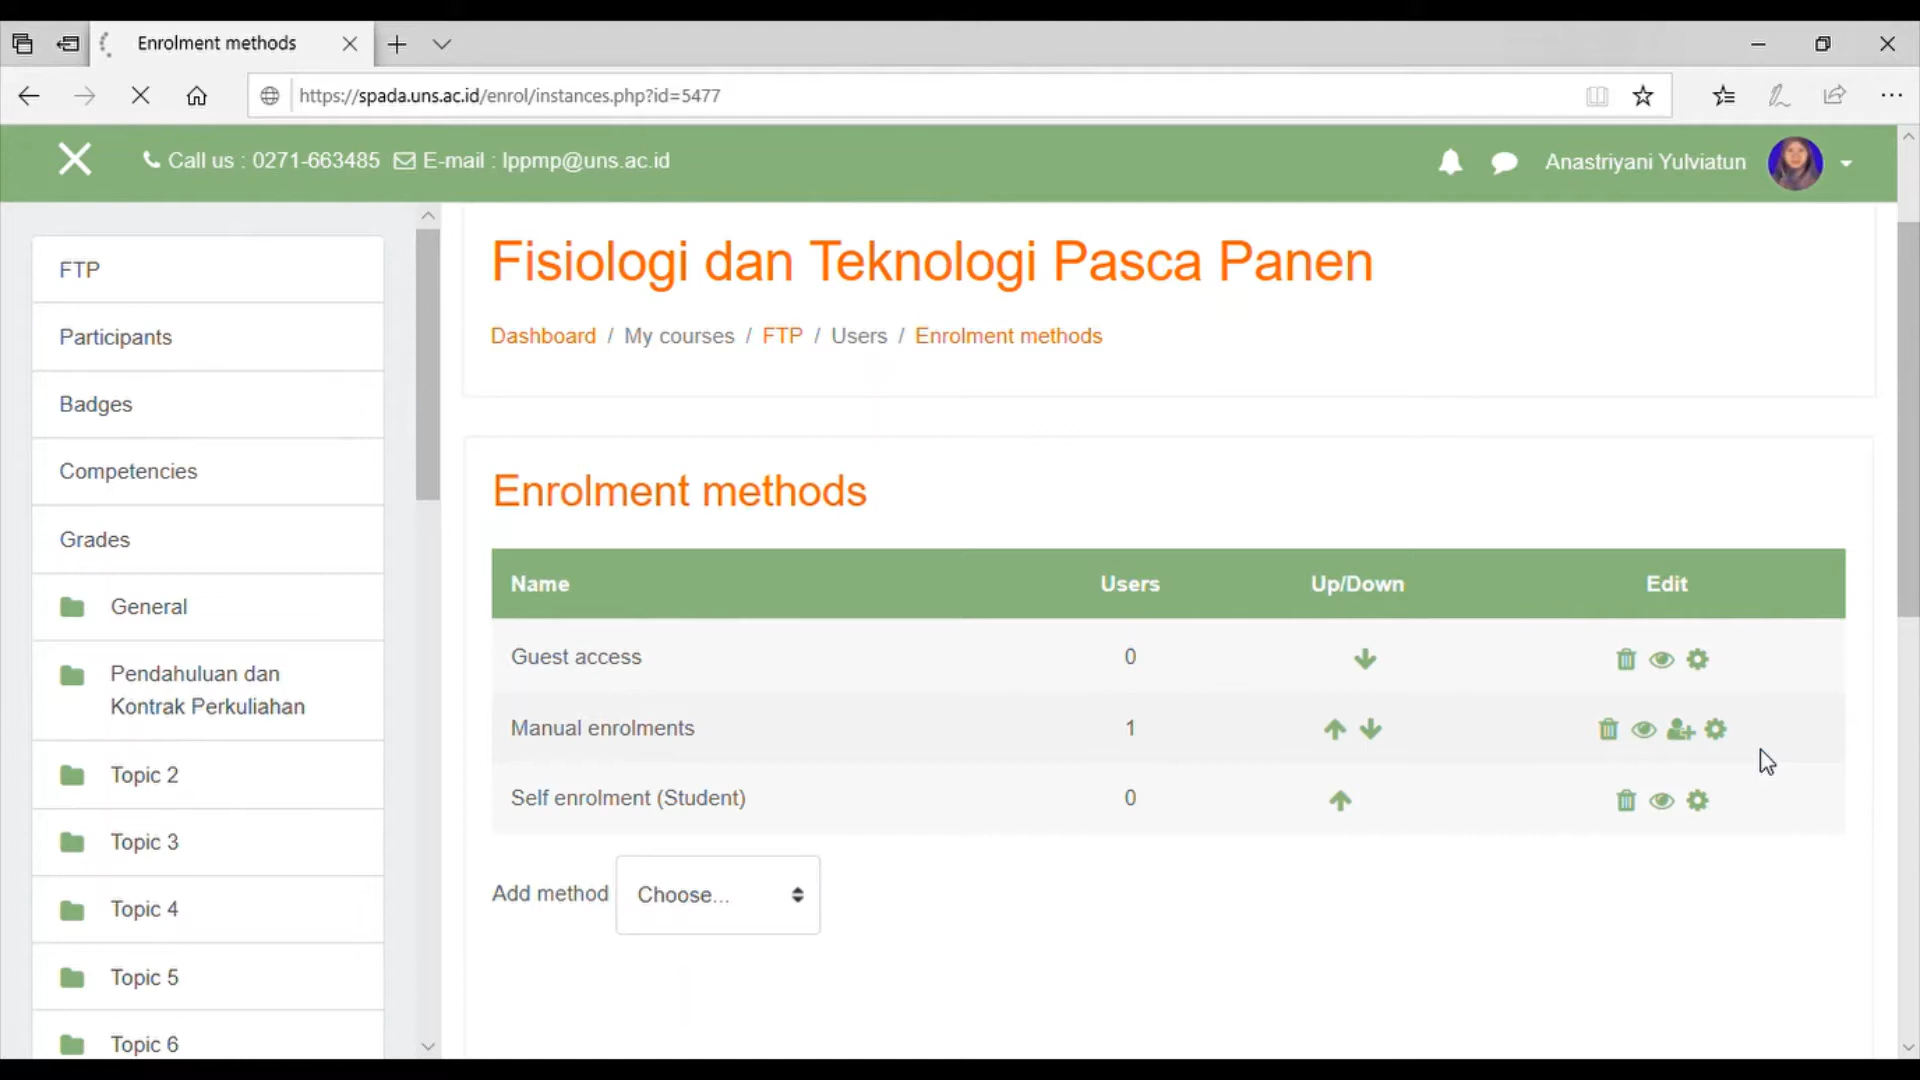 Enrolment methods
https://spada.uns.ac.id/enrol/instances.php?id=5477
Call us : 0271-663485 E-mail : lppmp@uns.ac.id
Anastriyani Yulviatun
FTP
Participants
Badges
Competencies
Grades
General
Pendahuluan dan
Kontrak Perkuliahan
Topic 2
Topic 3
Topic 4
Topic 5
Topic 6
Fisiologi dan Teknologi Pasca Panen
Dashboard / My courses / FTP / Users / Enrolment methods
Enrolment methods
Name Users Up/Down Edit
Guest access 0
Manual enrolments 1
Self enrolment (Student) 0
Add method Choose...